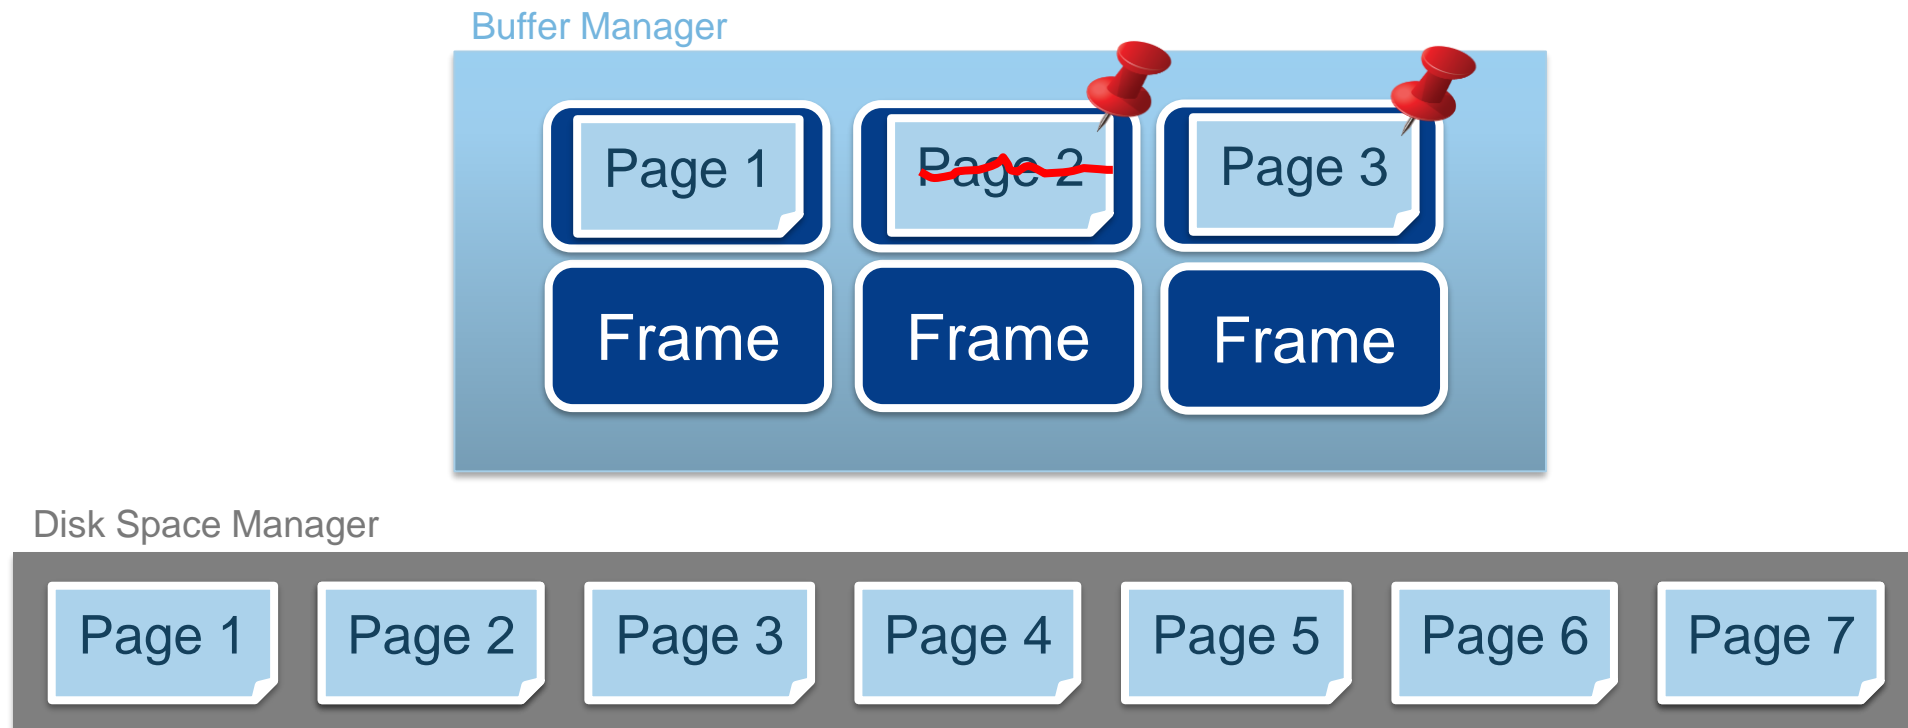 Buffer Manager
Page 1 Page 2 Page 3
Frame Frame Frame
Disk Space Manager
Page 1 Page 2 Page 3 Page 4 Page 5 Page 6 Page 7